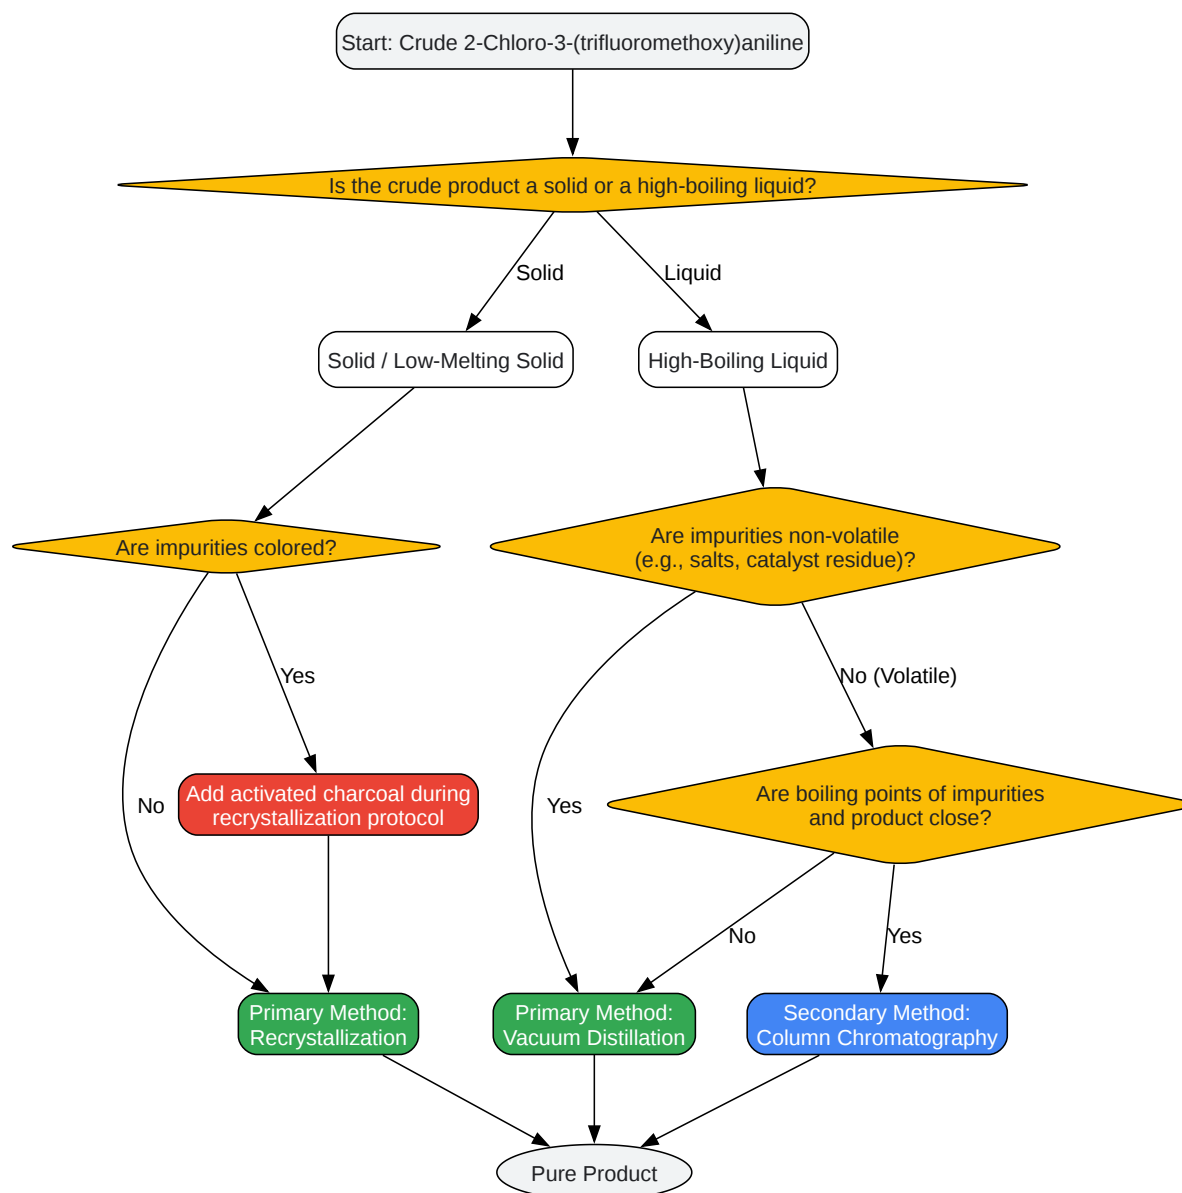 Start: Crude 2-Chloro-3-(trifluoromethoxy)aniline
Is the crude product a solid or a high-boiling liquid?
Solid
Liquid
Solid / Low-Melting Solid
High-Boiling Liquid
Are impurities colored?
Are impurities non-volatile
(e.g., salts, catalyst residue)?
Yes
No (Volatile)
No
Add activated charcoal during
recrystallization protocol
Yes
Are boiling points of impurities
and product close?
No
Yes
Primary Method:
Recrystallization
Primary Method:
Vacuum Distillation
Secondary Method:
Column Chromatography
Pure Product